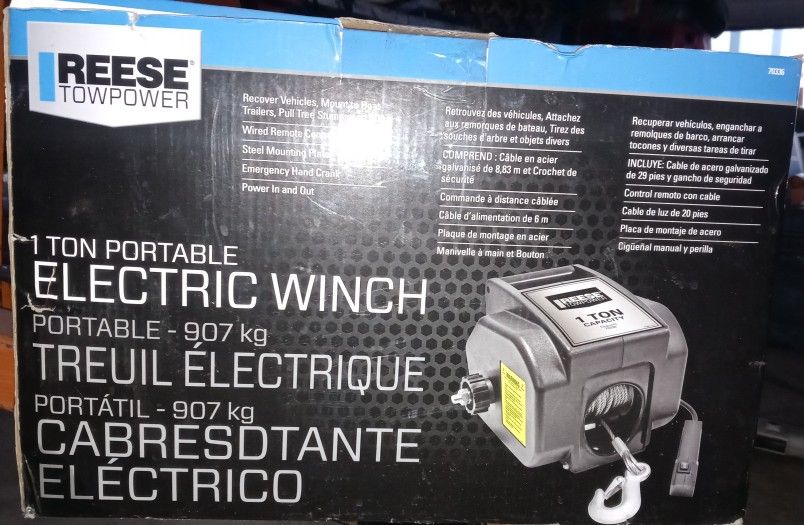 REESE
TOWPOWER
70336
Recover Vehicles, Mount to Boat
Trailers, Pull Tree
Wired Remote
Steel Mounting
Emergency Hand Crank
Power In and Out
Retrouvez des véhicules, Attachez
aux remorques de bateau, Tirez des
souches d'arbre et objets divers
COMPREND : Câble en acier
galvanisé de 8,83 m et Crochet de
sécurité
Commande à distance câblée
Câble d'alimentation de 6 m
Plaque de montage en acier
Manivelle à main et Bouton
Recuperar vehículos, enganchar a
remolques de barco, arrancar
tocones y diversas tareas de tirar
INCLUYE: Cable de acero galvanizado
de 29 pies y gancho de seguridad
Control remoto con cable
Cable de luz de 20 pies
Placa de montaje de acero
Cigüeñal manual y perilla
1 TON PORTABLE
ELECTRIC WINCH
PORTABLE - 907 kg
TREUIL ÉLECTRIQUE
PORTÁTIL - 907 kg
CABRESDTANTE
ELÉCTRICO
REESE
TOWPOWER
1 TON
CAPACITY